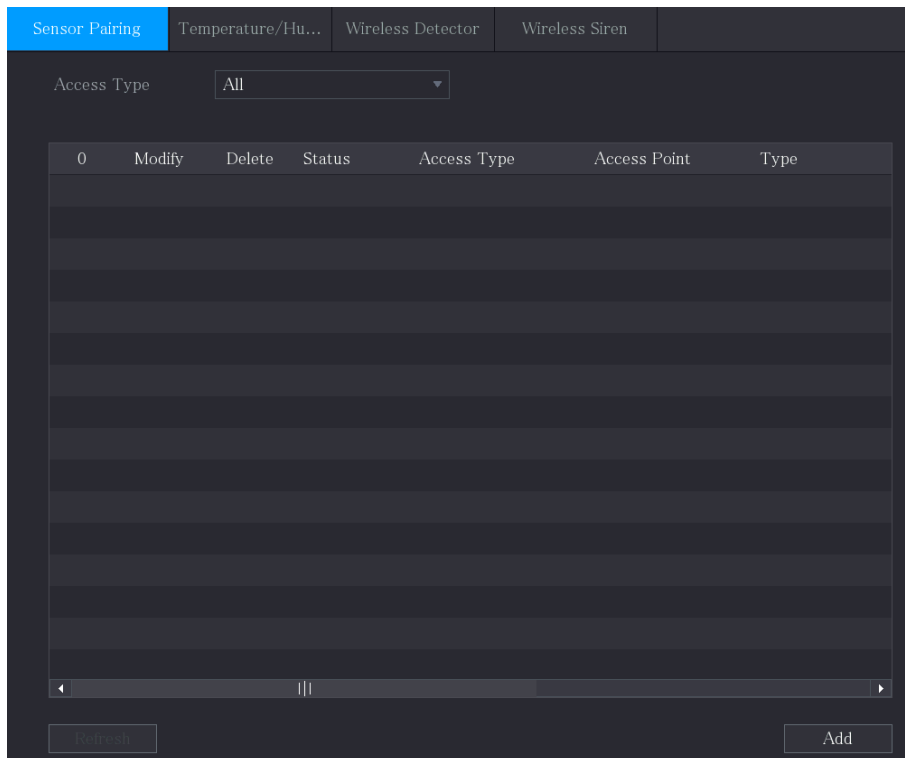 Sensor Pairing Temperature/Hu... Wireless Detector Wireless Siren
Access Type All
0 Modify Delete Status Access Type Access Point Type
Refresh Add